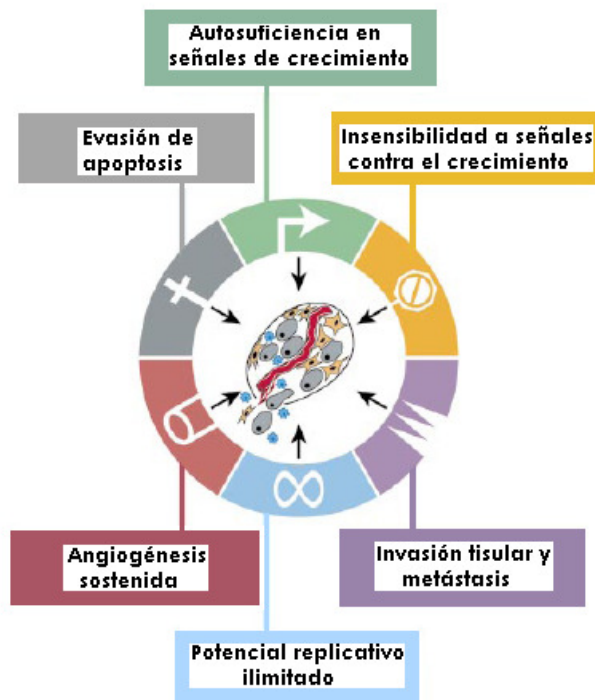 Autosuficiencia en
señales de crecimiento
Evasión de
apoptosis
Insensibilidad a señales
contra el crecimiento
Angiogénesis
sostenida
Invasión tisular y
metástasis
Potencial replicativo
ilimitado